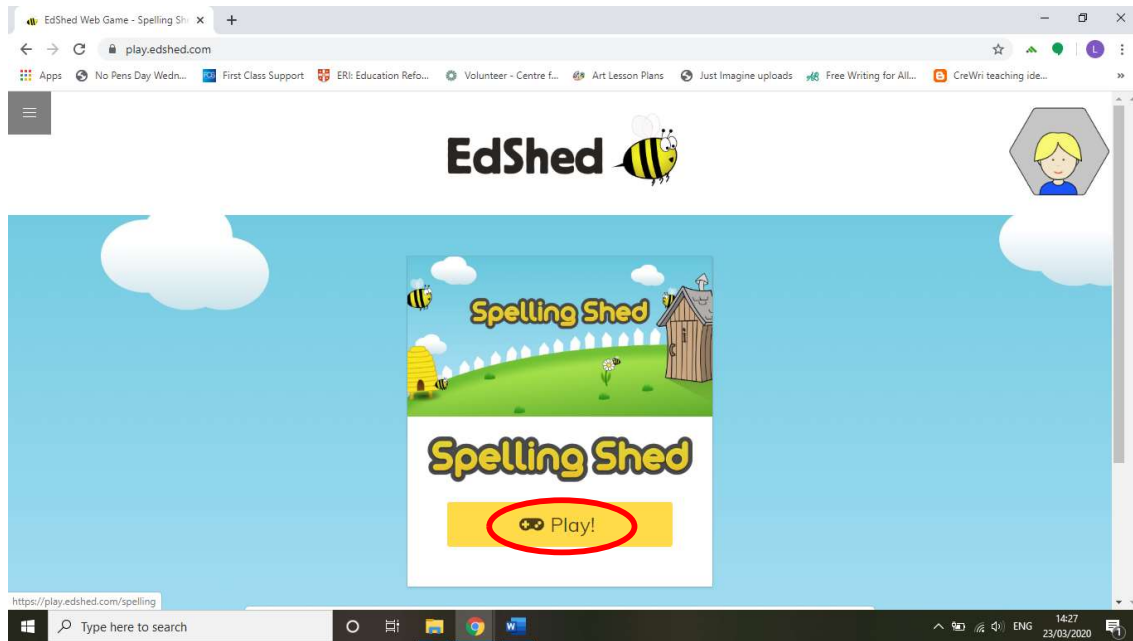 EdShed Web Game - Spelling Sh
play.edshed.com
L
Apps No Pens Day Wedn... First Class Support ERI: Education Refo... Volunteer - Centre f... Art Lesson Plans Just Imagine uploads Free Writing for All... CreWri teaching ide... »
EdShed
Spelling Shed
Spelling Shed
Play!
https://play.edshed.com/spelling
Type here to search
W
ENG
14:27
23/03/2020
1